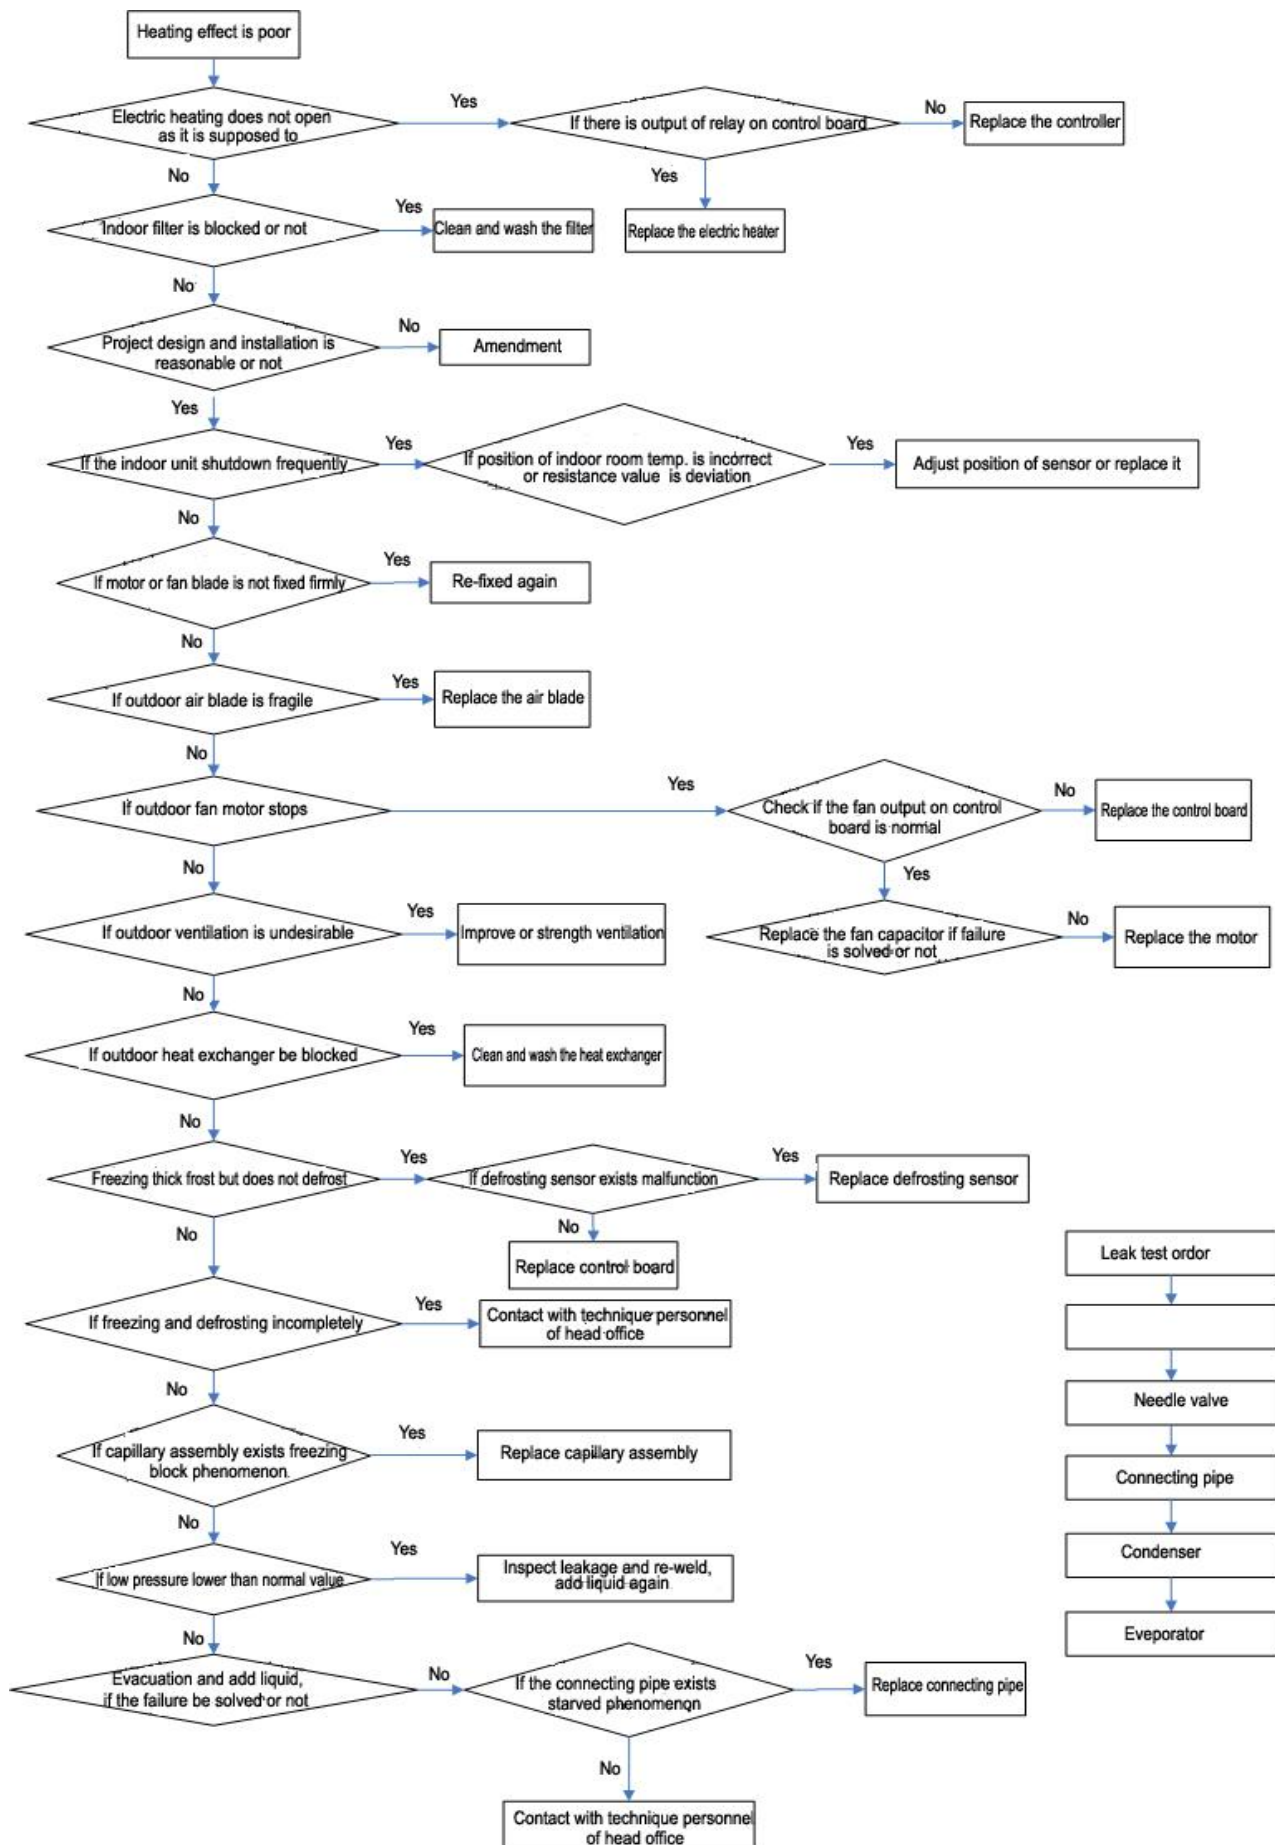 Heating effect is poor
Electric heating does not open
as it is supposed to
Yes
If there is output of relay on control board
No
Replace the controller
No
Yes
Indoor filter is blocked or not
Yes
Clean and wash the filter
Replace the electric heater
No
Project design and installation is
reasonable or not
No
Amendment
Yes
If the indoor unit shutdown frequently
Yes
If position of indoor room temp. is incorrect
or resistance value is deviation
Yes
Adjust position of sensor or replace it
No
If motor or fan blade is not fixed firmly
Yes
Re-fixed again
No
If outdoor air blade is fragile
Yes
Replace the air blade
No
If outdoor fan motor stops
Yes
Check if the fan output on control
board is normal
No
Replace the control board
No
Yes
If outdoor ventilation is undesirable
Yes
Improve or strength ventilation
Replace the fan capacitor if failure
is solved or not
No
Replace the motor
No
If outdoor heat exchanger be blocked
Yes
Clean and wash the heat exchanger
No
Freezing thick frost but does not defrost
Yes
If defrosting sensor exists malfunction
Yes
Replace defrosting sensor
No
No
Replace control board
Leak test ordor
If freezing and defrosting incompletely
Yes
Contact with technique personnel
of head office
No
Needle valve
If capillary assembly exists freezing
block phenomenon.
Yes
Replace capillary assembly
Connecting pipe
No
If low pressure lower than normal value
Yes
Inspect leakage and re-weld,
add liquid again
Condenser
No
Eveporator
Evacuation and add liquid,
if the failure be solved or not
No
If the connecting pipe exists
starved phenomenon
Yes
Replace connecting pipe
No
Contact with technique personnel
of head office